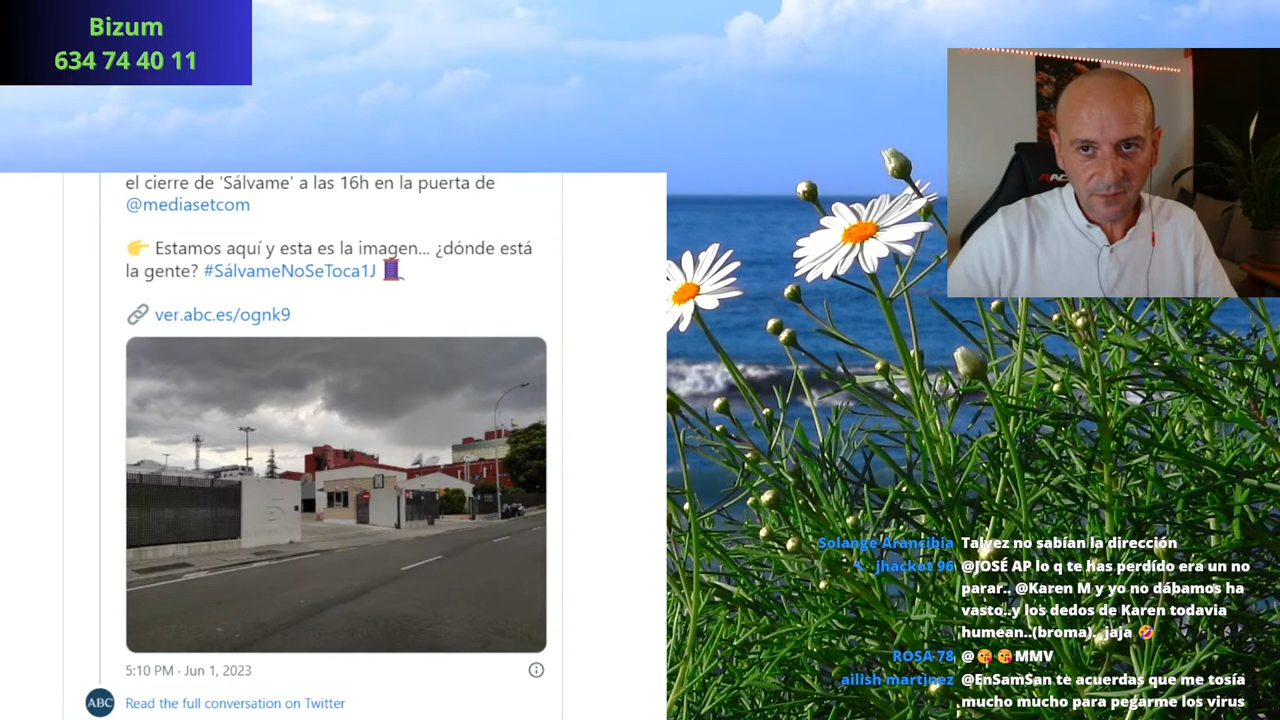 Bizum
634 74 40 11
el cierre de 'Sálvame' a las 16h en la puerta de
@mediasetcom
👉 Estamos aquí y esta es la imagen... ¿dónde está
la gente? #SálvameNoSeToca1J 🧵
🔗 ver.abc.es/ognk9
5:10 PM · Jun 1, 2023
ABC Read the full conversation on Twitter
Solange Arancibia Talvez no sabían la dirección
jhackot 96 @JOSÉ AP lo q te has perdído era un no
parar.. @Karen M y yo no dábamos ha
vasto..y los dedos de Karen todavia
humean..(broma)..jaja 🤣
ROSA 78 @😘😘MMV
ailish martinez @EnSamSan te acuerdas que me tosía
mucho mucho para pegarme los virus